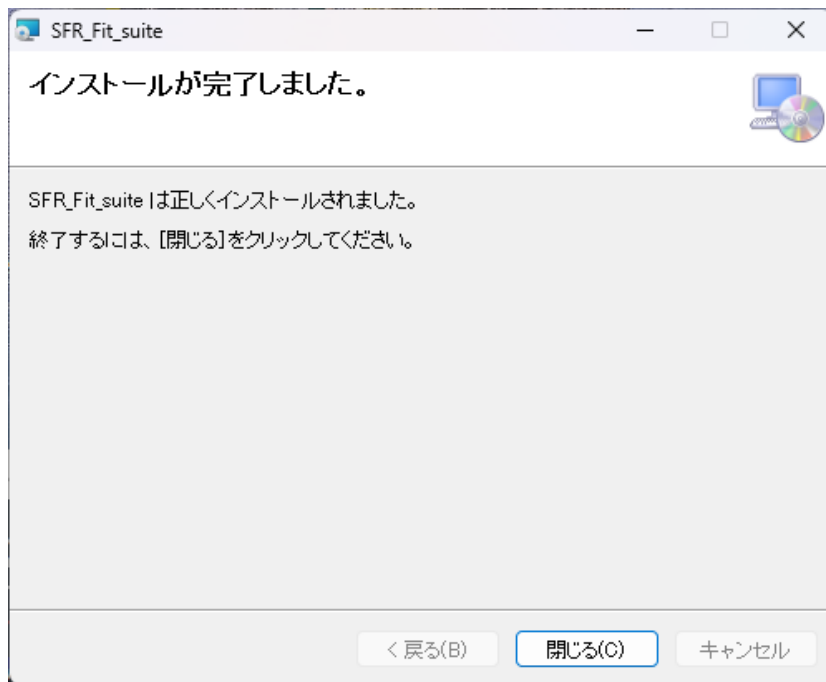 SFR_Fit_suite
インストールが完了しました。
SFR_Fit_suite は正しくインストールされました。
終了するには、[閉じる]をクリックしてください。
< 戻る(B)
閉じる(C)
キャンセル